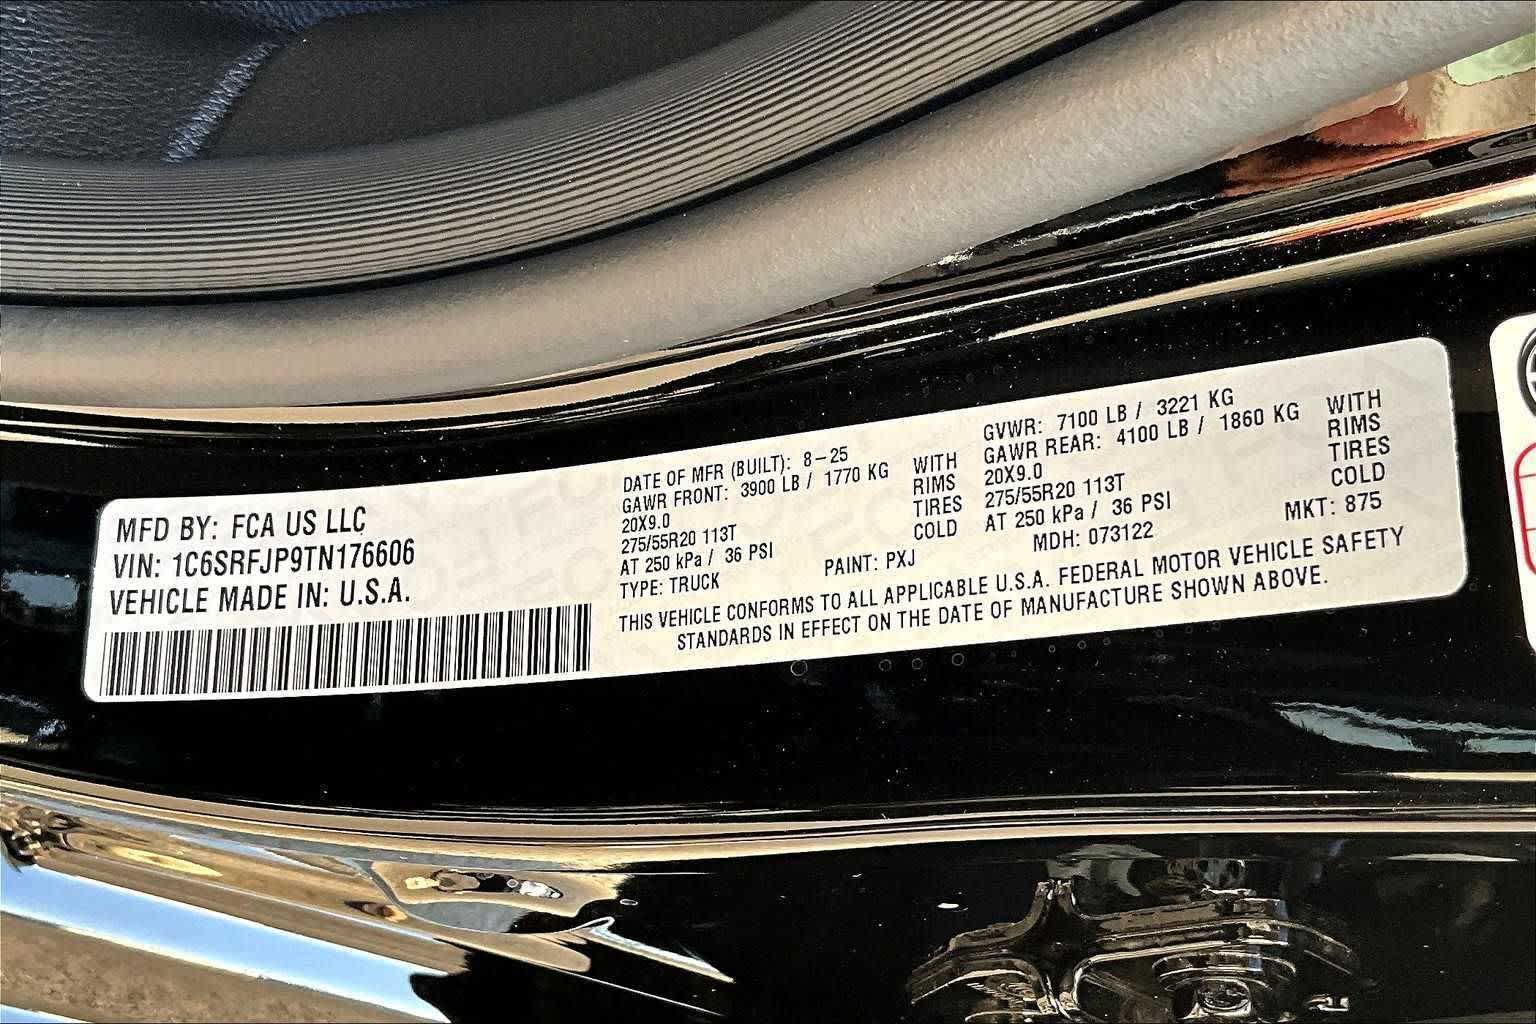 MFD BY: FCA US LLC
VIN: 1C6SRFJP9TN176606
VEHICLE MADE IN: U.S.A.
DATE OF MFR (BUILT): 8-25
GAWR FRONT: 3900 LB / 1770 KG WITH
20X9.0 RIMS
275/55R20 113T TIRES
AT 250 kPa / 36 PSI COLD
TYPE: TRUCK PAINT: PXJ
GVWR: 7100 LB / 3221 KG
GAWR REAR: 4100 LB / 1860 KG WITH
20X9.0 RIMS
275/55R20 113T TIRES
AT 250 kPa / 36 PSI COLD
MDH: 073122 MKT: 875
THIS VEHICLE CONFORMS TO ALL APPLICABLE U.S.A. FEDERAL MOTOR VEHICLE SAFETY
STANDARDS IN EFFECT ON THE DATE OF MANUFACTURE SHOWN ABOVE.